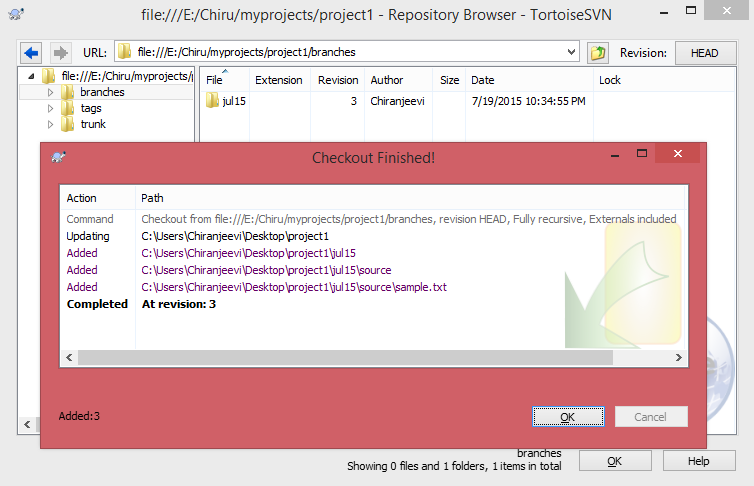 file:///E:/Chiru/myprojects/project1 - Repository Browser - TortoiseSVN
URL: file:///E:/Chiru/myprojects/project1/branches Revision: HEAD
file:///E:/Chiru/myprojects/
branches
tags
trunk
File Extension Revision Author Size Date Lock
jul15 3 Chiranjeevi 7/19/2015 10:34:55 PM
Checkout Finished!
Action Path
Command Checkout from file:///E:/Chiru/myprojects/project1/branches, revision HEAD, Fully recursive, Externals included
Updating C:\Users\Chiranjeevi\Desktop\project1
Added C:\Users\Chiranjeevi\Desktop\project1\jul15
Added C:\Users\Chiranjeevi\Desktop\project1\jul15\source
Added C:\Users\Chiranjeevi\Desktop\project1\jul15\source\sample.txt
Completed At revision: 3
Added:3
OK Cancel
branches
Showing 0 files and 1 folders, 1 items in total
OK Help